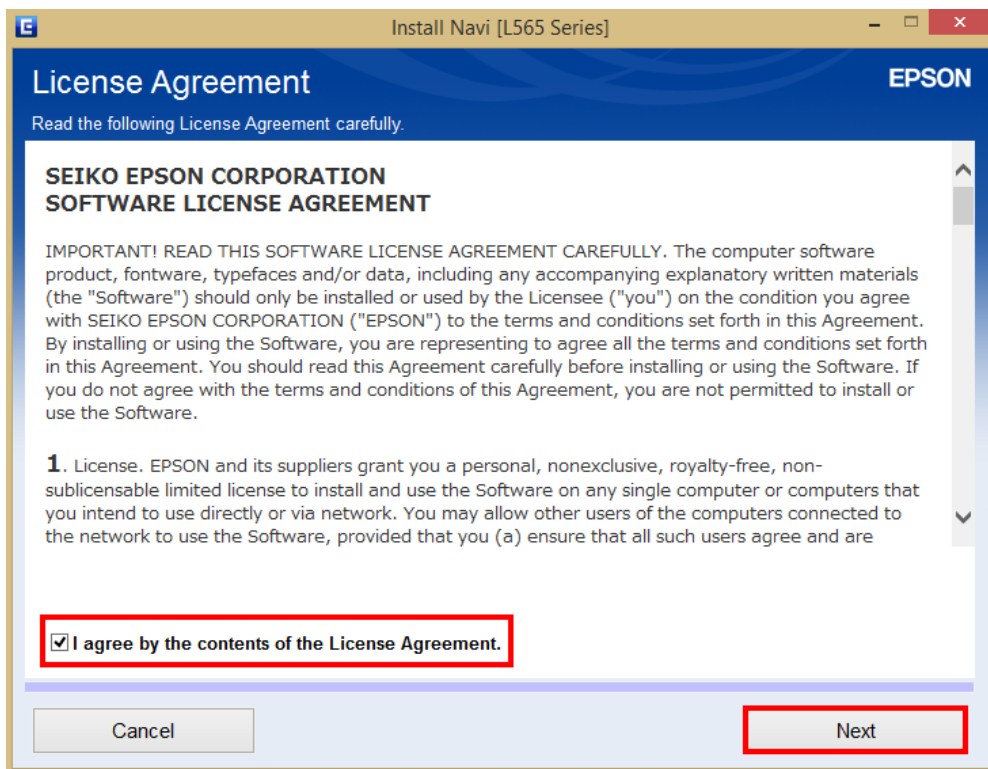 Install Navi [L565 Series]
License Agreement
EPSON
Read the following License Agreement carefully.
SEIKO EPSON CORPORATION
SOFTWARE LICENSE AGREEMENT
IMPORTANT! READ THIS SOFTWARE LICENSE AGREEMENT CAREFULLY. The computer software
product, fontware, typefaces and/or data, including any accompanying explanatory written materials
(the "Software") should only be installed or used by the Licensee ("you") on the condition you agree
with SEIKO EPSON CORPORATION ("EPSON") to the terms and conditions set forth in this Agreement.
By installing or using the Software, you are representing to agree all the terms and conditions set forth
in this Agreement. You should read this Agreement carefully before installing or using the Software. If
you do not agree with the terms and conditions of this Agreement, you are not permitted to install or
use the Software.
1. License. EPSON and its suppliers grant you a personal, nonexclusive, royalty-free, non-
sublicensable limited license to install and use the Software on any single computer or computers that
you intend to use directly or via network. You may allow other users of the computers connected to
the network to use the Software, provided that you (a) ensure that all such users agree and are
I agree by the contents of the License Agreement.
Cancel
Next